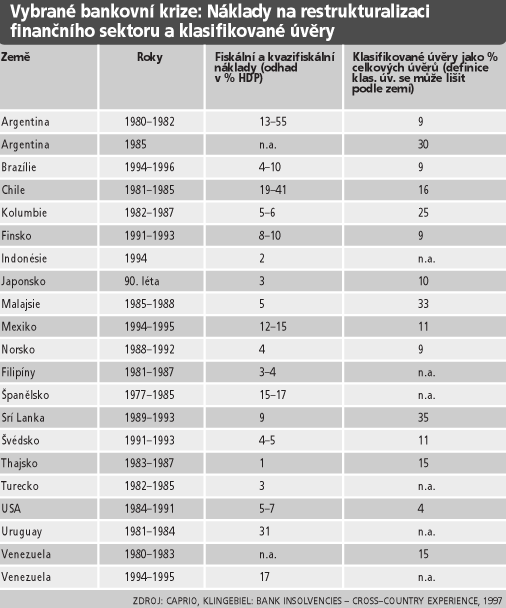 Vybrané bankovní krize: Náklady na restrukturalizaci
finančního sektoru a klasifikované úvěry
Země Roky Fiskální a kvazifiskální náklady (odhad v % HDP) Klasifikované úvěry jako % celkových úvěrů (definice klas. úv. se může lišit podle zemí)
Argentina 1980–1982 13–55 9
Argentina 1985 n.a. 30
Brazílie 1994–1996 4–10 9
Chile 1981–1985 19–41 16
Kolumbie 1982–1987 5–6 25
Finsko 1991–1993 8–10 9
Indonésie 1994 2 n.a.
Japonsko 90. léta 3 10
Malajsie 1985–1988 5 33
Mexiko 1994–1995 12–15 11
Norsko 1988–1992 4 9
Filipíny 1981–1987 3–4 n.a.
Španělsko 1977–1985 15–17 n.a.
Srí Lanka 1989–1993 9 35
Švédsko 1991–1993 4–5 11
Thajsko 1983–1987 1 15
Turecko 1982–1985 3 n.a.
USA 1984–1991 5–7 4
Uruguay 1981–1984 31 n.a.
Venezuela 1980–1983 n.a. 15
Venezuela 1994–1995 17 n.a.
ZDROJ: CAPRIO, KLINGEBIEL: BANK INSOLVENCIES – CROSS–COUNTRY EXPERIENCE, 1997